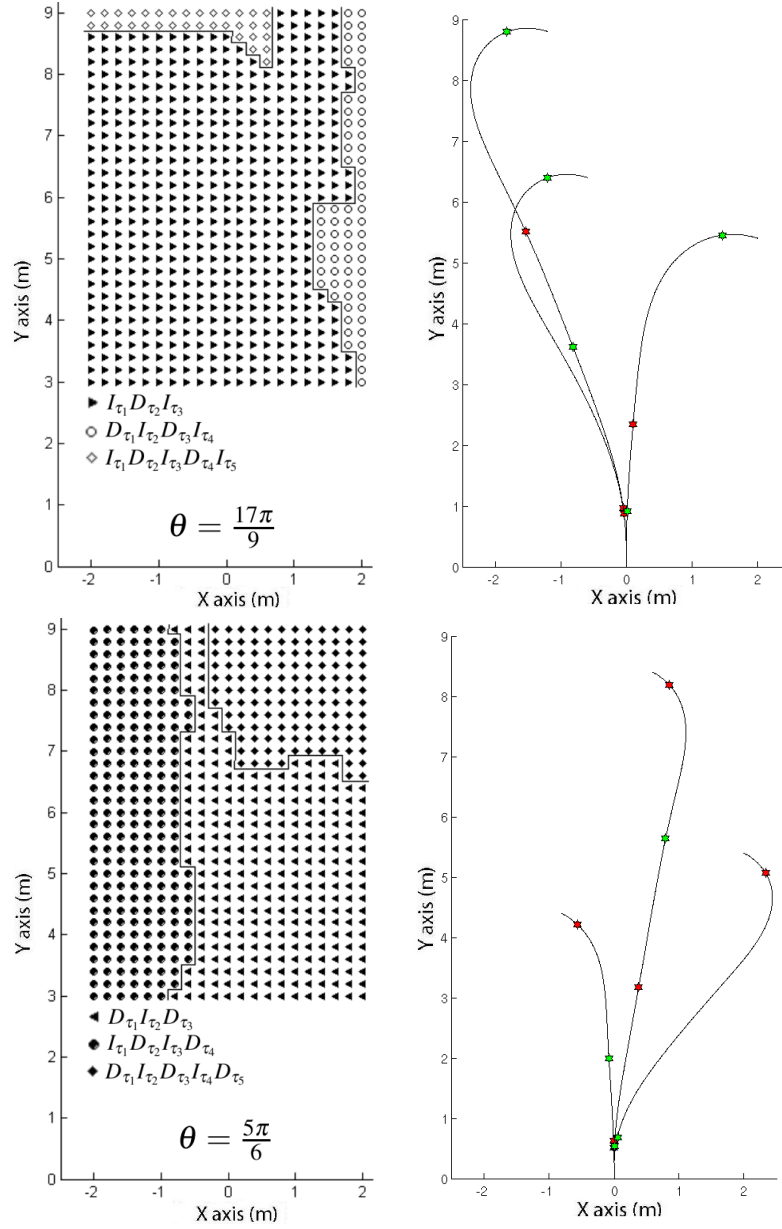 9
8
7
6
5
4
3
2
1
0
Y axis (m)
-2 -1 0 1 2
X axis (m)
I_{τ1}D_{τ2}I_{τ3}
D_{τ1}I_{τ2}D_{τ3}I_{τ4}
I_{τ1}D_{τ2}I_{τ3}D_{τ4}I_{τ5}
θ = 17π/9
9
8
7
6
5
4
3
2
1
0
Y axis (m)
-2 -1 0 1 2
X axis (m)
9
8
7
6
5
4
3
2
1
0
Y axis (m)
-2 -1 0 1 2
X axis (m)
D_{τ1}I_{τ2}D_{τ3}
I_{τ1}D_{τ2}I_{τ3}D_{τ4}
D_{τ1}I_{τ2}D_{τ3}I_{τ4}D_{τ5}
θ = 5π/6
9
8
7
6
5
4
3
2
1
0
Y axis (m)
-2 -1 0 1 2
X axis (m)